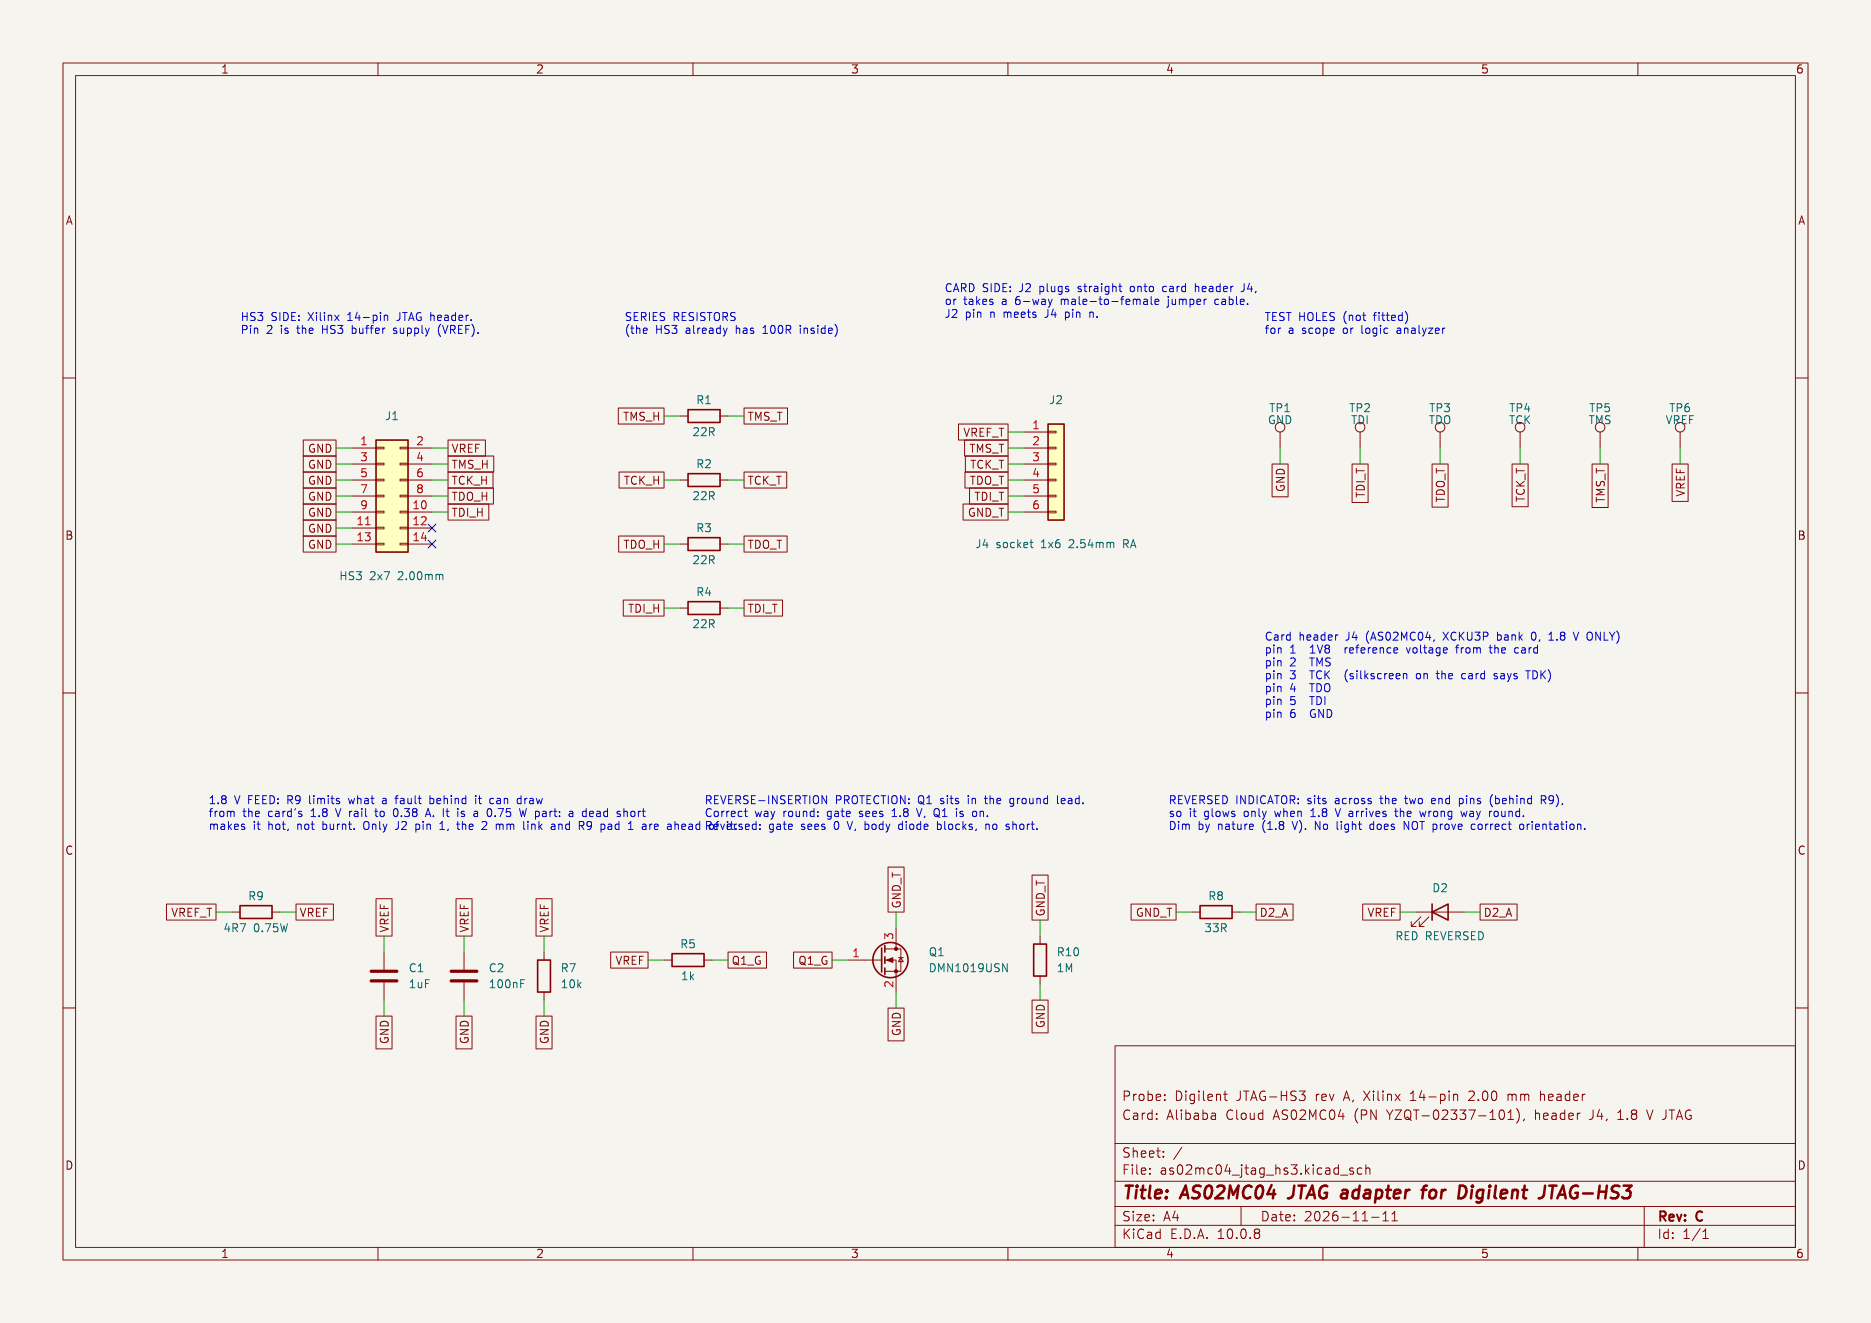 1 2 3 4 5 6
A A
HS3 SIDE: Xilinx 14-pin JTAG header.
Pin 2 is the HS3 buffer supply (VREF).
SERIES RESISTORS
(the HS3 already has 100R inside)
CARD SIDE: J2 plugs straight onto card header J4,
or takes a 6-way male-to-female jumper cable.
J2 pin n meets J4 pin n.
TEST HOLES (not fitted)
for a scope or logic analyzer
J1
GND 1 2 VREF
GND 3 4 TMS_H
GND 5 6 TCK_H
GND 7 8 TDO_H
GND 9 10 TDI_H
GND 11 12
GND 13 14
HS3 2x7 2.00mm
R1
TMS_H TMS_T
22R
R2
TCK_H TCK_T
22R
R3
TDO_H TDO_T
22R
R4
TDI_H TDI_T
22R
J2
VREF_T 1
TMS_T 2
TCK_T 3
TDO_T 4
TDI_T 5
GND_T 6
J4 socket 1x6 2.54mm RA
TP1 TP2 TP3 TP4 TP5 TP6
GND TDI TDO TCK TMS VREF
GND TDI_T TDO_T TCK_T TMS_T VREF
B B
Card header J4 (AS02MC04, XCKU3P bank 0, 1.8 V ONLY)
pin 1 1V8 reference voltage from the card
pin 2 TMS
pin 3 TCK (silkscreen on the card says TDK)
pin 4 TDO
pin 5 TDI
pin 6 GND
1.8 V FEED: R9 limits what a fault behind it can draw
from the card's 1.8 V rail to 0.38 A. It is a 0.75 W part: a dead short
makes it hot, not burnt. Only J2 pin 1, the 2 mm link and R9 pad 1 are ahead of it.
REVERSE-INSERTION PROTECTION: Q1 sits in the ground lead.
Correct way round: gate sees 1.8 V, Q1 is on.
Reversed: gate sees 0 V, body diode blocks, no short.
REVERSED INDICATOR: sits across the two end pins (behind R9),
so it glows only when 1.8 V arrives the wrong way round.
Dim by nature (1.8 V). No light does NOT prove correct orientation.
C C
R9
VREF_T VREF
4R7 0.75W
VREF
C1
1uF
GND
VREF
C2
100nF
GND
VREF
R7
10k
GND
R5
VREF Q1_G
1k
GND_T
3
Q1_G 1
Q1
DMN1019USN
2
GND
GND_T
R10
1M
GND
R8
GND_T D2_A
33R
D2
VREF D2_A
RED REVERSED
Probe: Digilent JTAG-HS3 rev A, Xilinx 14-pin 2.00 mm header
Card: Alibaba Cloud AS02MC04 (PN YZQT-02337-101), header J4, 1.8 V JTAG
D D
Sheet: /
File: as02mc04_jtag_hs3.kicad_sch
Title: AS02MC04 JTAG adapter for Digilent JTAG-HS3
Size: A4 Date: 2026-11-11 Rev: C
KiCad E.D.A. 10.0.8 Id: 1/1
1 2 3 4 5 6